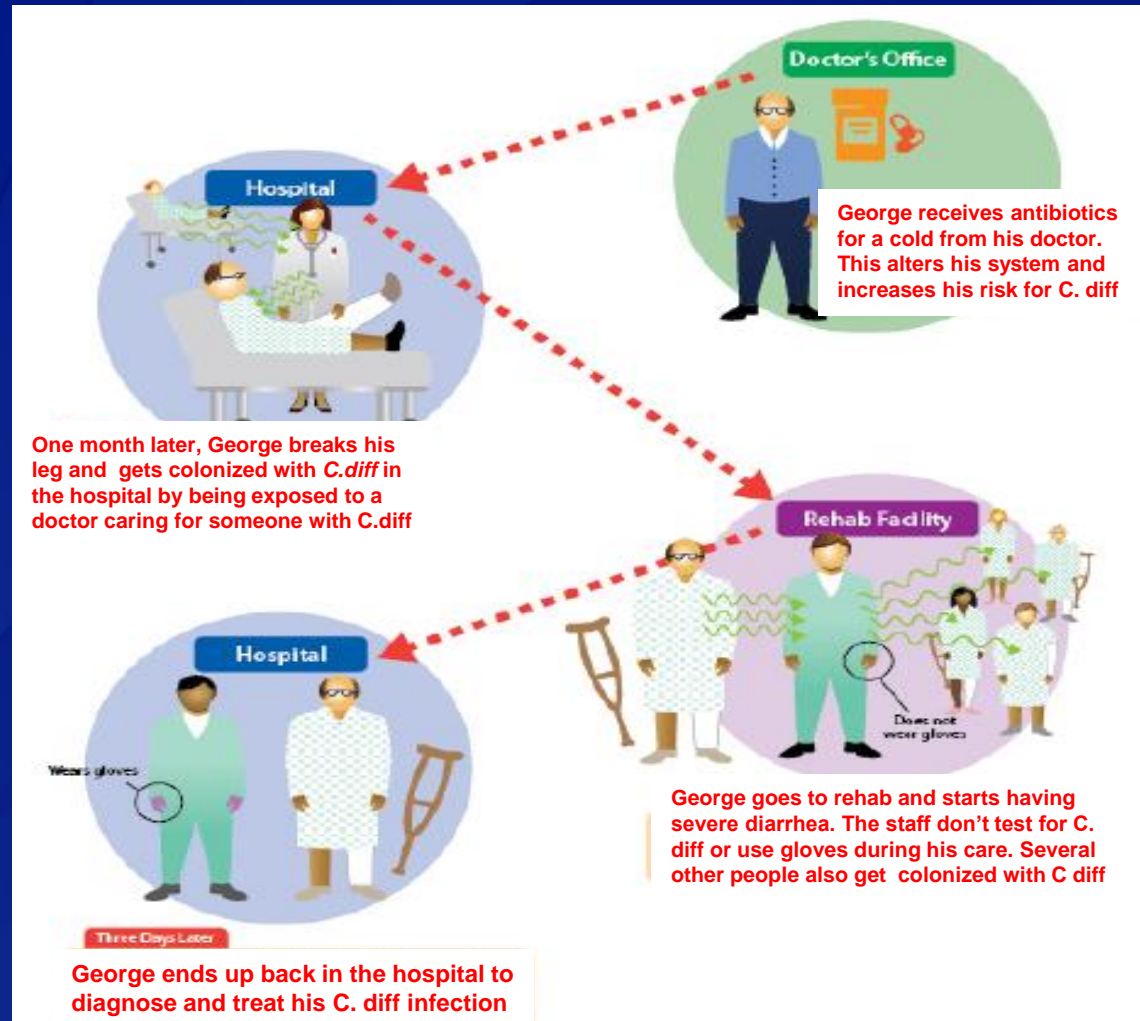 Doctor's Office
George receives antibiotics
for a cold from his doctor.
This alters his system and
increases his risk for C. diff
Hospital
One month later, George breaks his
leg and gets colonized with C.diff in
the hospital by being exposed to a
doctor caring for someone with C.diff
Rehab Facility
Does not
wear gloves
George goes to rehab and starts having
severe diarrhea. The staff don't test for C.
diff or use gloves during his care. Several
other people also get colonized with C diff
Hospital
Wears gloves
Three Days Later
George ends up back in the hospital to
diagnose and treat his C. diff infection